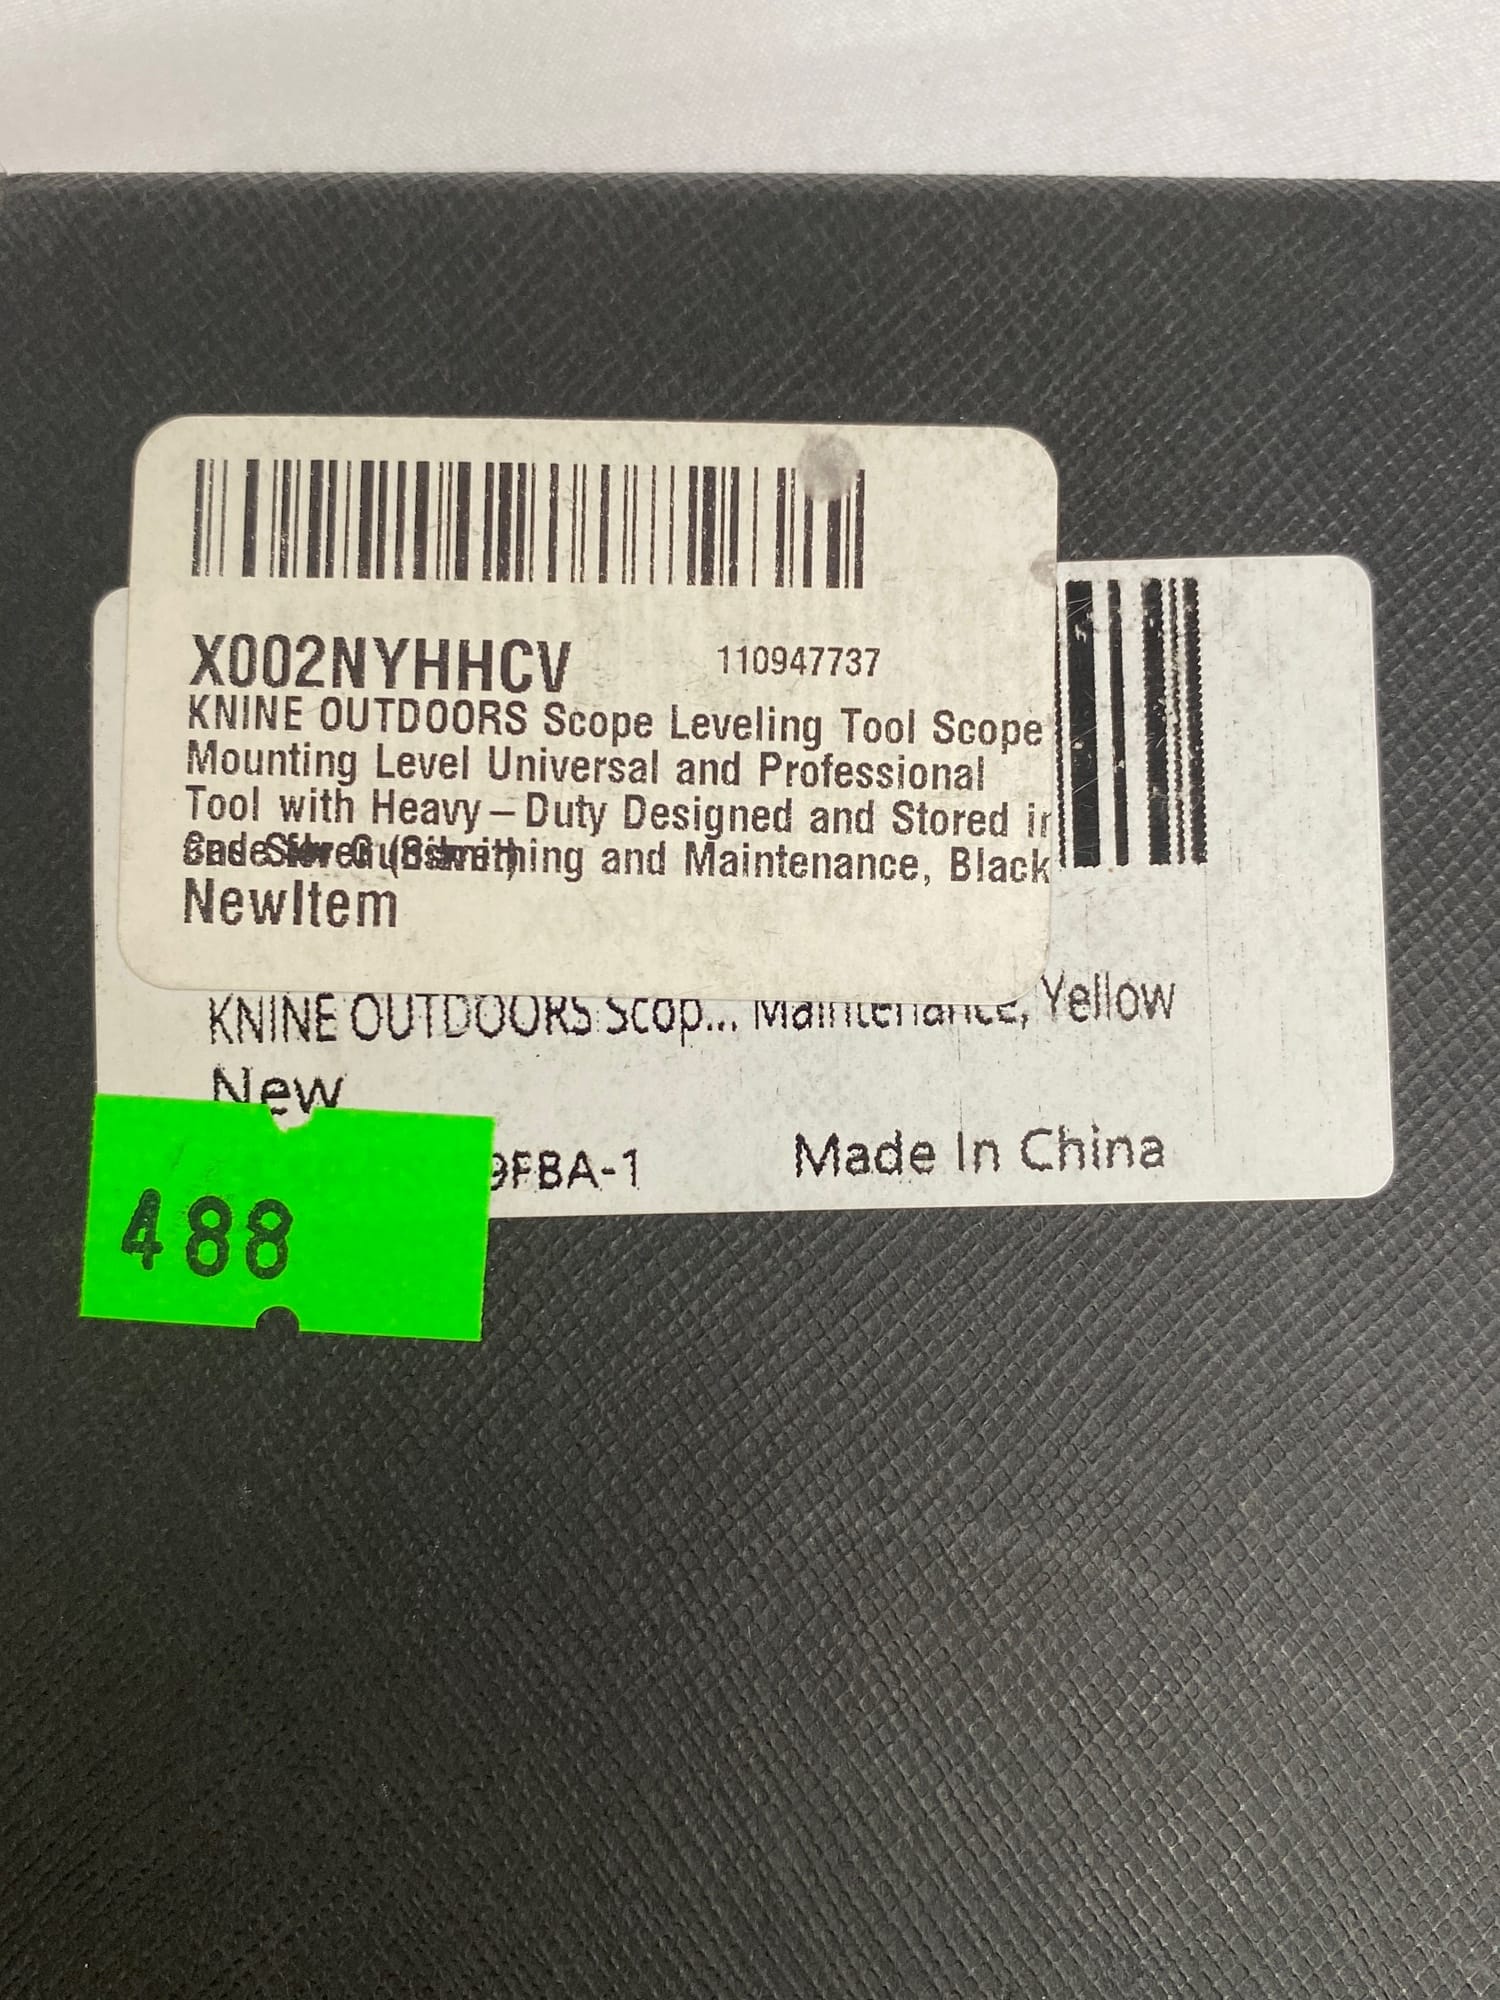 X002NYHHCV 110947737
KNINE OUTDOORS Scope Leveling Tool Scope
Mounting Level Universal and Professional
Tool with Heavy-Duty Designed and Stored in
and Maintenance, Black
NewItem
KNINE OUTDOORS Scop... Maintenance, Yellow
New
9FBA-1 Made In China
488